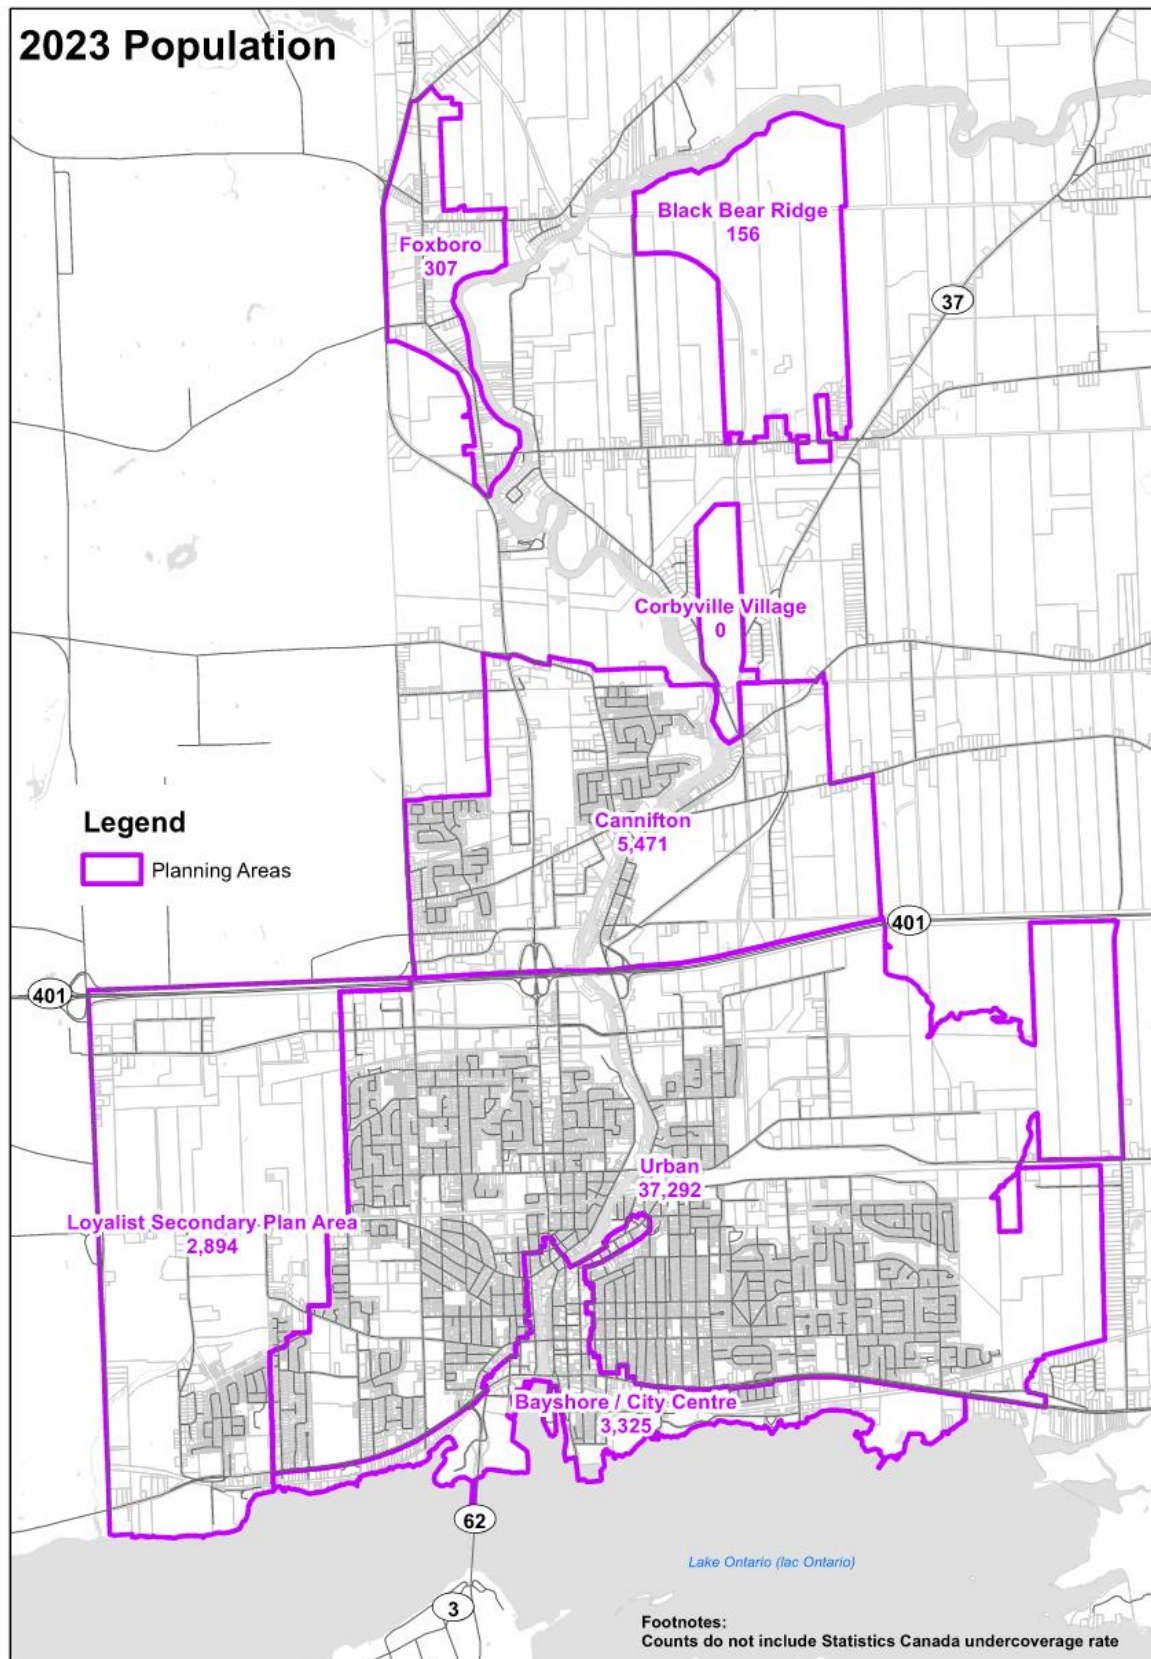 2023 Population
Black Bear Ridge
156
Foxboro
307
37
Corbyville Village
0
Cannifton
5,471
Legend
Planning Areas
401
401
Urban
37,292
Loyalist Secondary Plan Area
2,894
Bayshore / City Centre
3,325
62
Lake Ontario (lac Ontario)
3
Footnotes:
Counts do not include Statistics Canada undercoverage rate